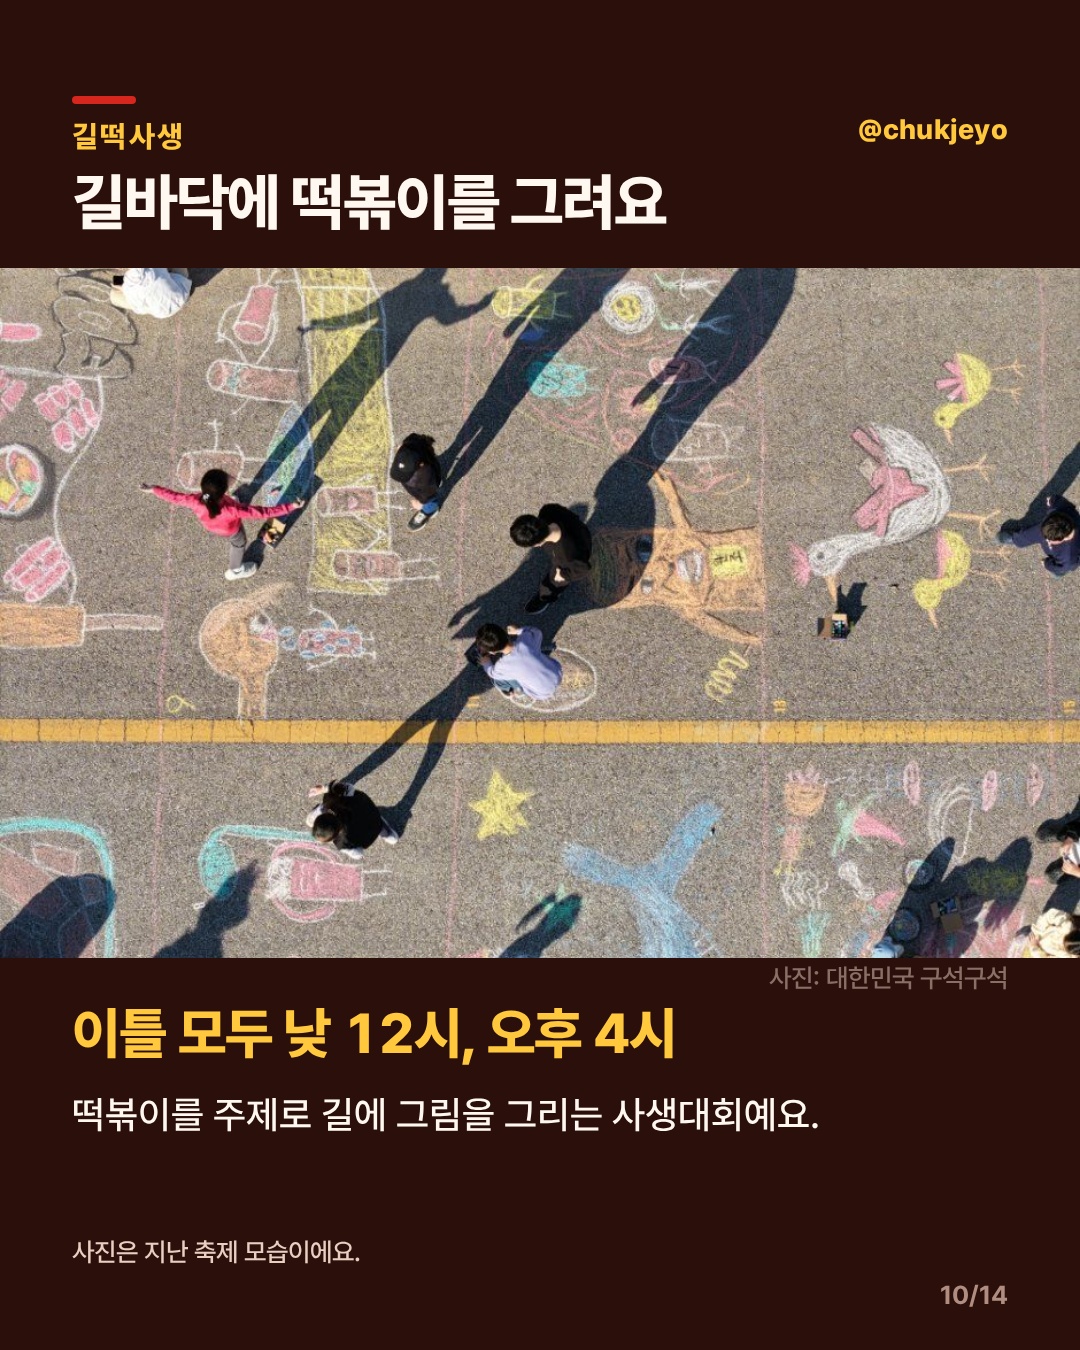 길떡사생
@chukjeyo
길바닥에 떡볶이를 그려요
사진: 대한민국 구석구석
이틀 모두 낮 12시, 오후 4시
떡볶이를 주제로 길에 그림을 그리는 사생대회예요.
사진은 지난 축제 모습이에요.
10/14